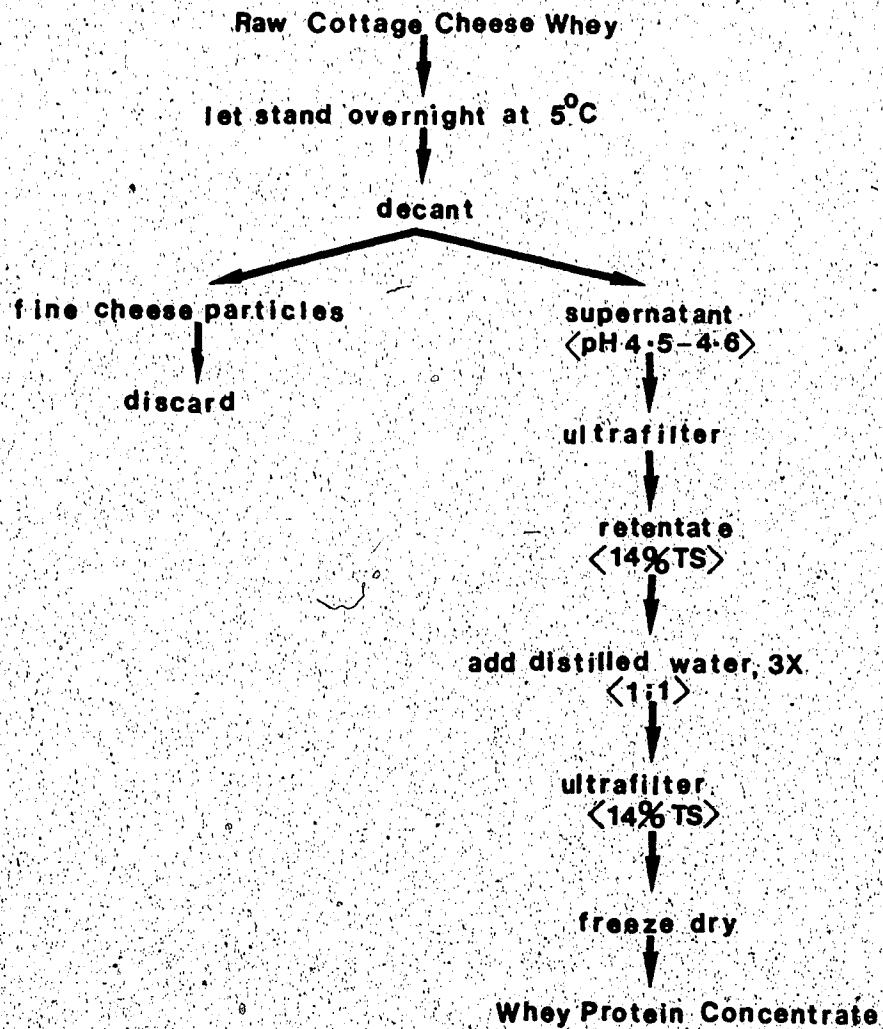 Raw Cottage Cheese Whey
let stand overnight at 5°C
decant
fine cheese particles
discard
supernatant
<pH 4·5–4·6>
ultrafilter
retentate
<14% TS>
add distilled water, 3X
<1:1>
ultrafilter
<14% TS>
freeze dry
Whey Protein Concentrate